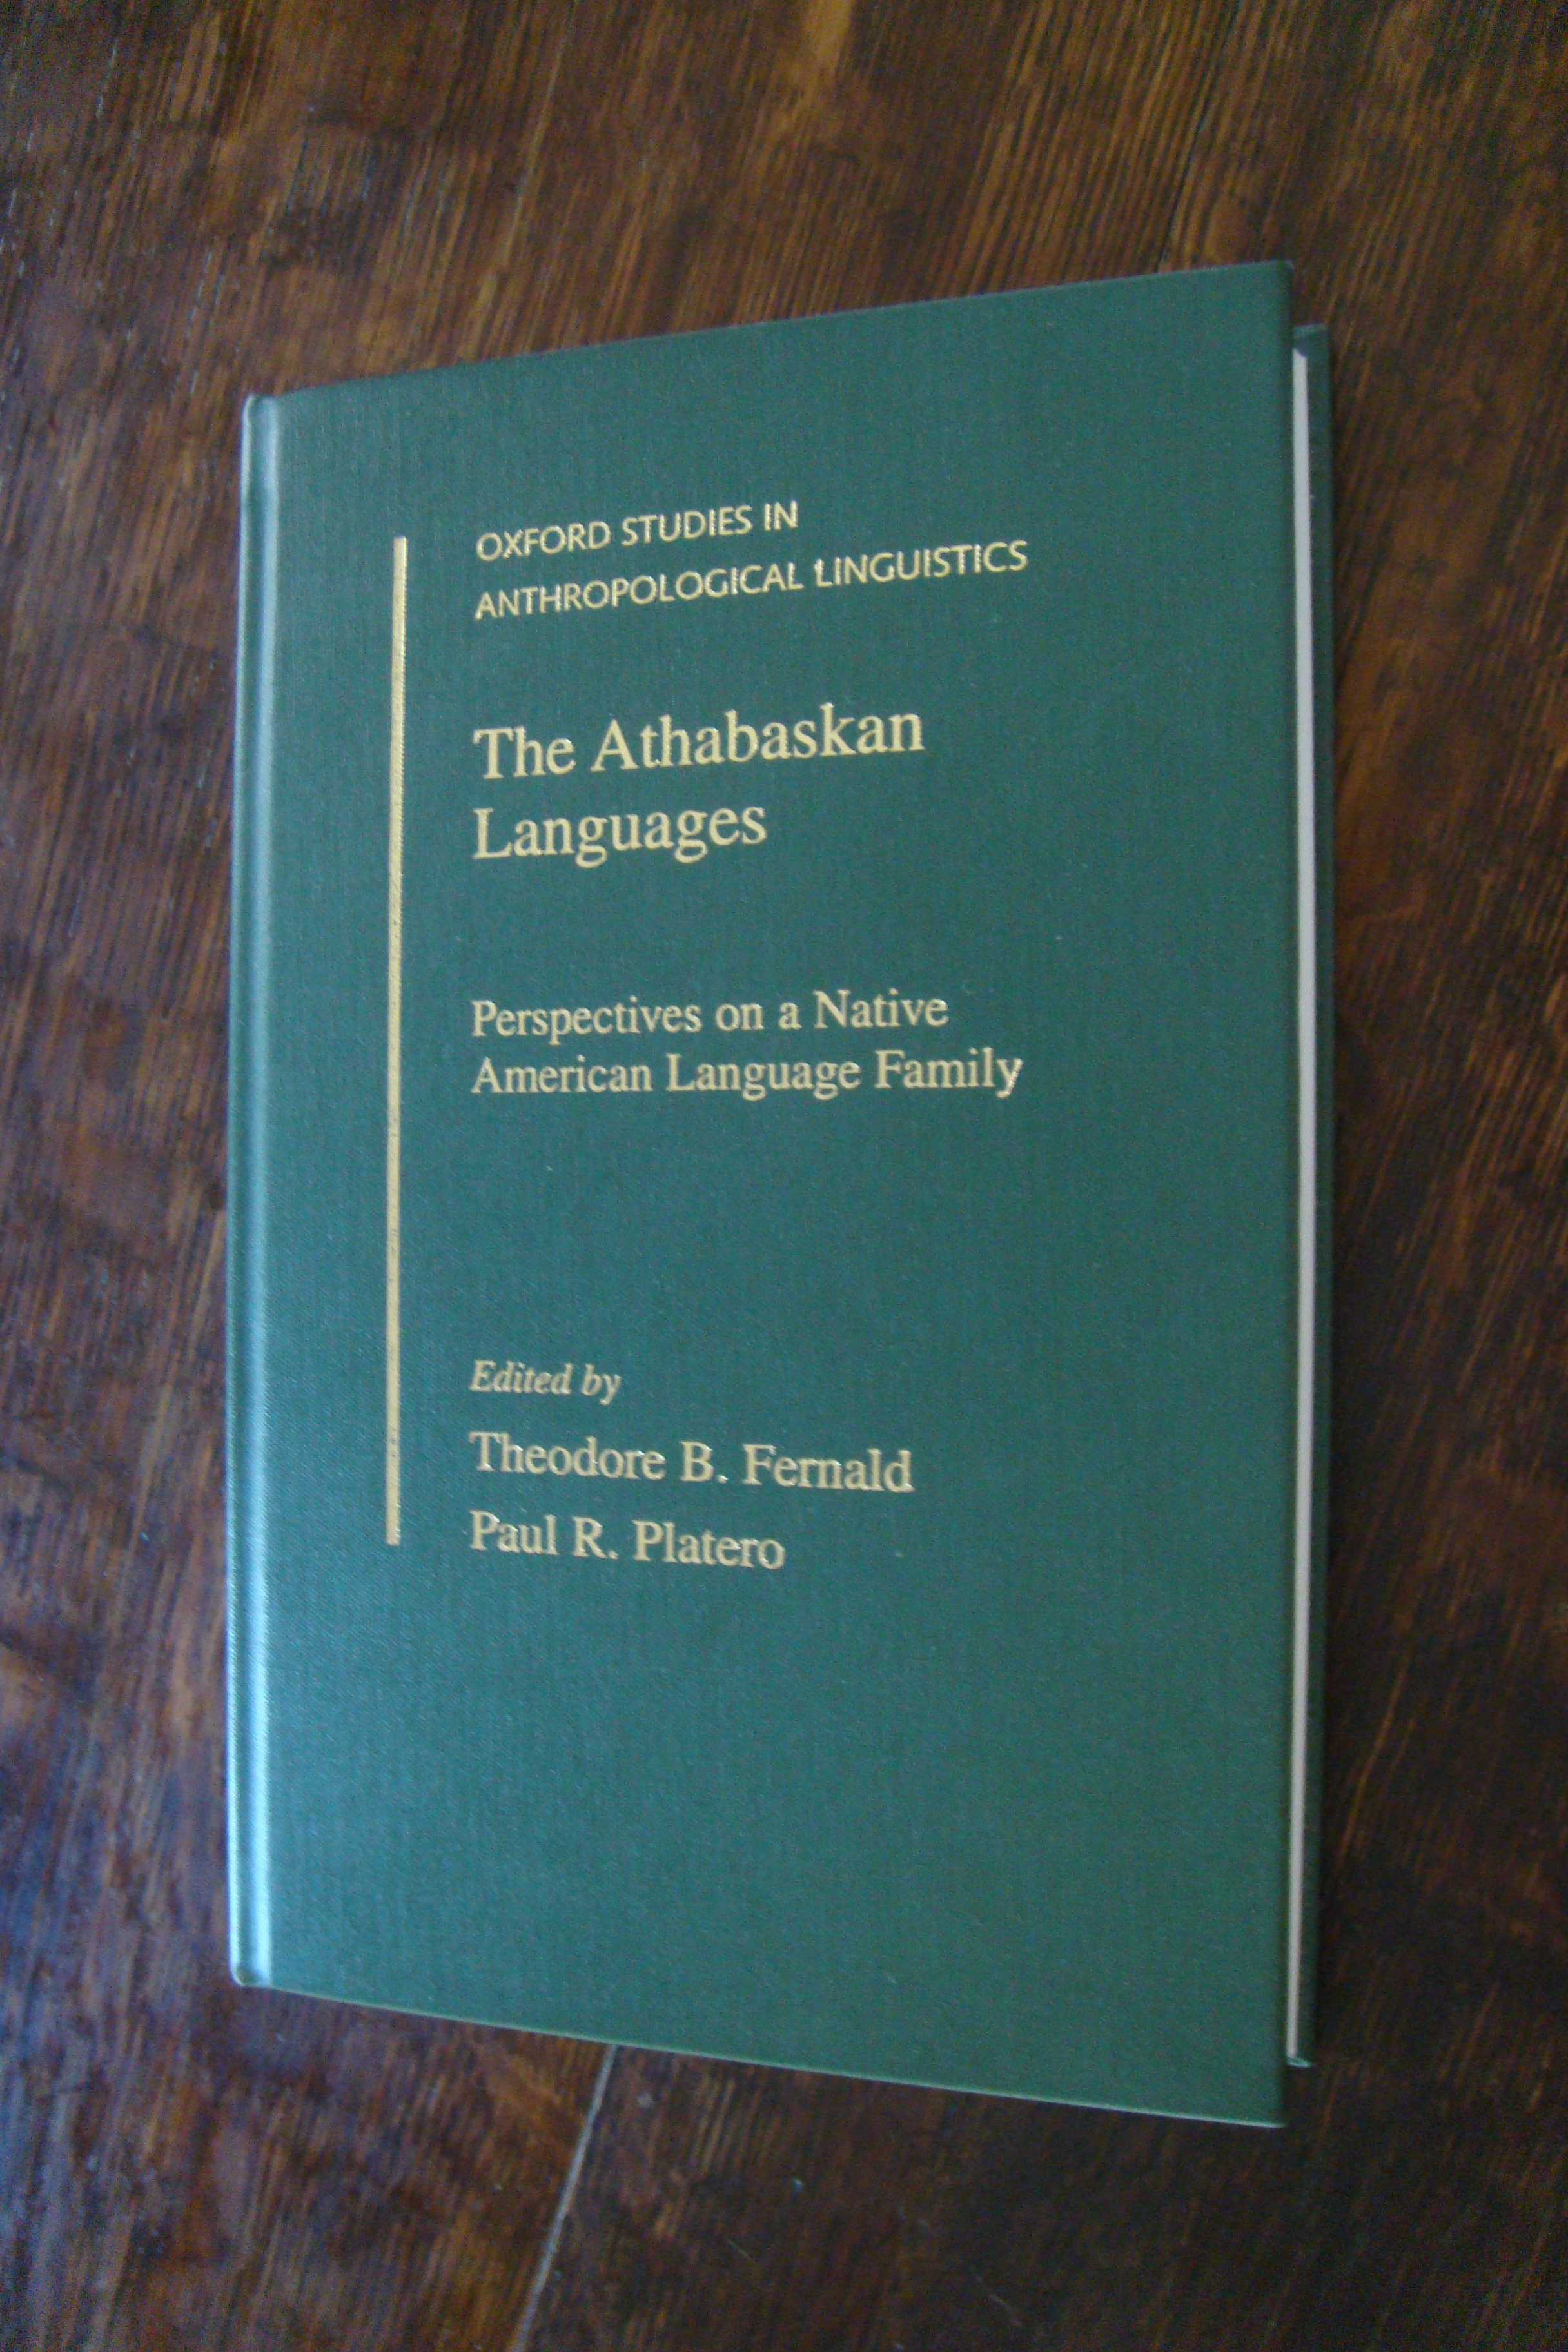 OXFORD STUDIES IN
ANTHROPOLOGICAL LINGUISTICS
The Athabaskan
Languages
Perspectives on a Native
American Language Family
Edited by
Theodore B. Fernald
Paul R. Platero